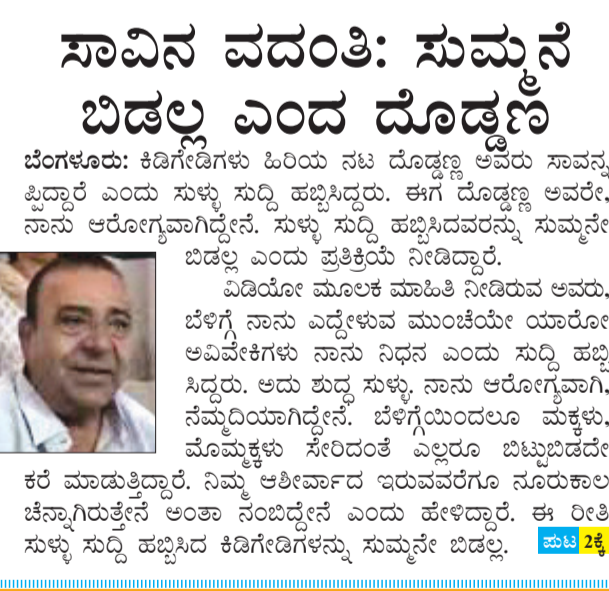 ಸಾವಿನ ವದಂತಿ: ಸುಮ್ಮನೆ
ಬಿಡಲ್ಲ ಎಂದ ದೊಡ್ಡಣ
ಬೆಂಗಳೂರು: ಕಿಡಿಗೇಡಿಗಳು ಹಿರಿಯ ನಟ ದೊಡ್ಡಣ್ಣ ಅವರು ಸಾವನ್ನ
ಪ್ಪಿದ್ದಾರೆ ಎಂದು ಸುಳ್ಳು ಸುದ್ದಿ ಹಬ್ಬಿಸಿದ್ದರು. ಈಗ ದೊಡ್ಡಣ್ಣ ಅವರೇ,
ನಾನು ಆರೋಗ್ಯವಾಗಿದ್ದೇನೆ. ಸುಳ್ಳು ಸುದ್ದಿ ಹಬ್ಬಿಸಿದವರನ್ನು ಸುಮ್ಮನೇ
ಬಿಡಲ್ಲ ಎಂದು ಪ್ರತಿಕ್ರಿಯೆ ನೀಡಿದ್ದಾರೆ.
ವಿಡಿಯೋ ಮೂಲಕ ಮಾಹಿತಿ ನೀಡಿರುವ ಅವರು,
ಬೆಳಿಗ್ಗೆ ನಾನು ಎದ್ದೇಳುವ ಮುಂಚೆಯೇ ಯಾರೋ
ಅವಿವೇಕಿಗಳು ನಾನು ನಿಧನ ಎಂದು ಸುದ್ದಿ ಹಬ್ಬಿ
ಸಿದ್ದರು. ಅದು ಶುದ್ಧ ಸುಳ್ಳು. ನಾನು ಆರೋಗ್ಯವಾಗಿ,
ನೆಮ್ಮದಿಯಾಗಿದ್ದೇನೆ. ಬೆಳಿಗ್ಗೆಯಿಂದಲೂ ಮಕ್ಕಳು,
ಮೊಮ್ಮಕ್ಕಳು ಸೇರಿದಂತೆ ಎಲ್ಲರೂ ಬಿಟ್ಟುಬಿಡದೇ
ಕರೆ ಮಾಡುತ್ತಿದ್ದಾರೆ. ನಿಮ್ಮ ಆಶೀರ್ವಾದ ಇರುವವರೆಗೂ ನೂರುಕಾಲ
ಚೆನ್ನಾಗಿರುತ್ತೇನೆ ಅಂತಾ ನಂಬಿದ್ದೇನೆ ಎಂದು ಹೇಳಿದ್ದಾರೆ. ಈ ರೀತಿ
ಸುಳ್ಳು ಸುದ್ದಿ ಹಬ್ಬಿಸಿದ ಕಿಡಿಗೇಡಿಗಳನ್ನು ಸುಮ್ಮನೇ ಬಿಡಲ್ಲ. ಪುಟ 2ಕ್ಕೆ